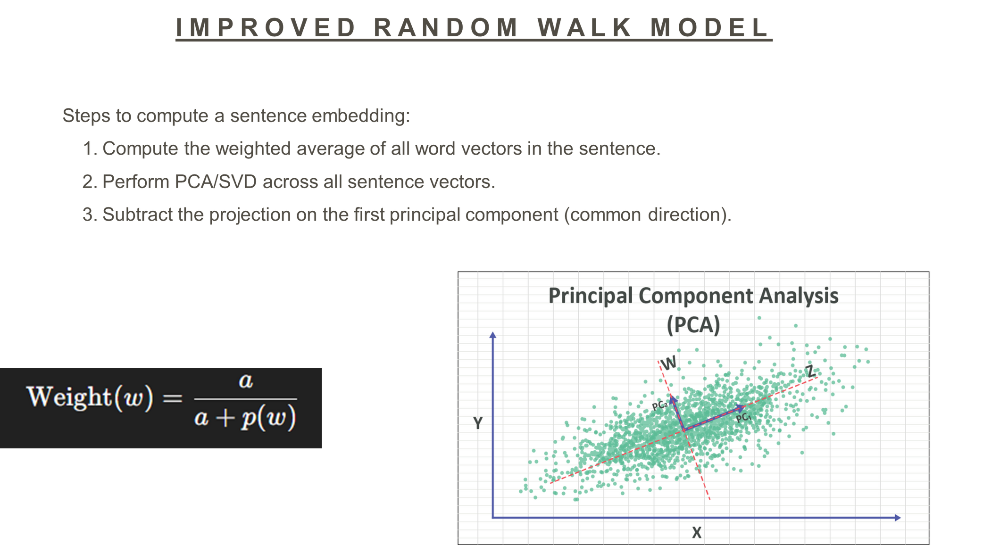 IMPROVED RANDOM WALK MODEL
Steps to compute a sentence embedding:
1. Compute the weighted average of all word vectors in the sentence.
2. Perform PCA/SVD across all sentence vectors.
3. Subtract the projection on the first principal component (common direction).
Weight(w) = a / a + p(w)
Principal Component Analysis
(PCA)
W
Z
PC₂
PC₁
Y
X